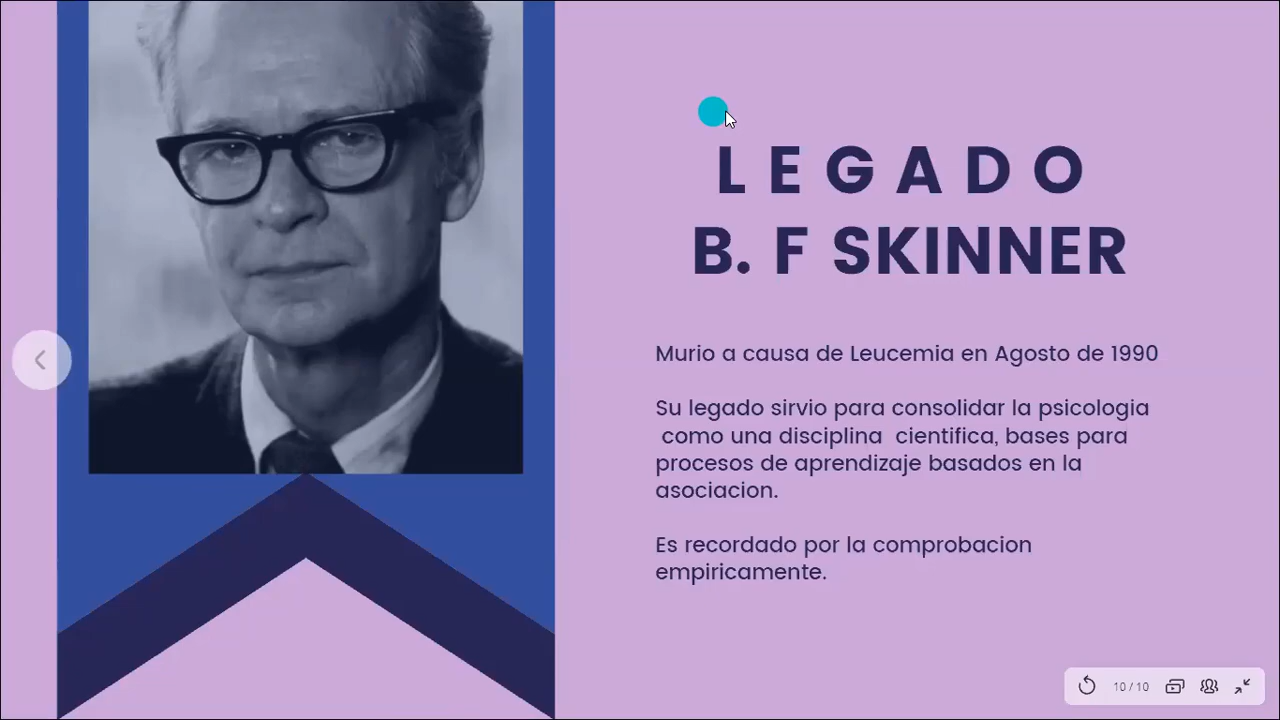 LEGADO
B. F SKINNER
Murio a causa de Leucemia en Agosto de 1990
Su legado sirvio para consolidar la psicologia
como una disciplina cientifica, bases para
procesos de aprendizaje basados en la
asociacion.
Es recordado por la comprobacion
empiricamente.
10/10